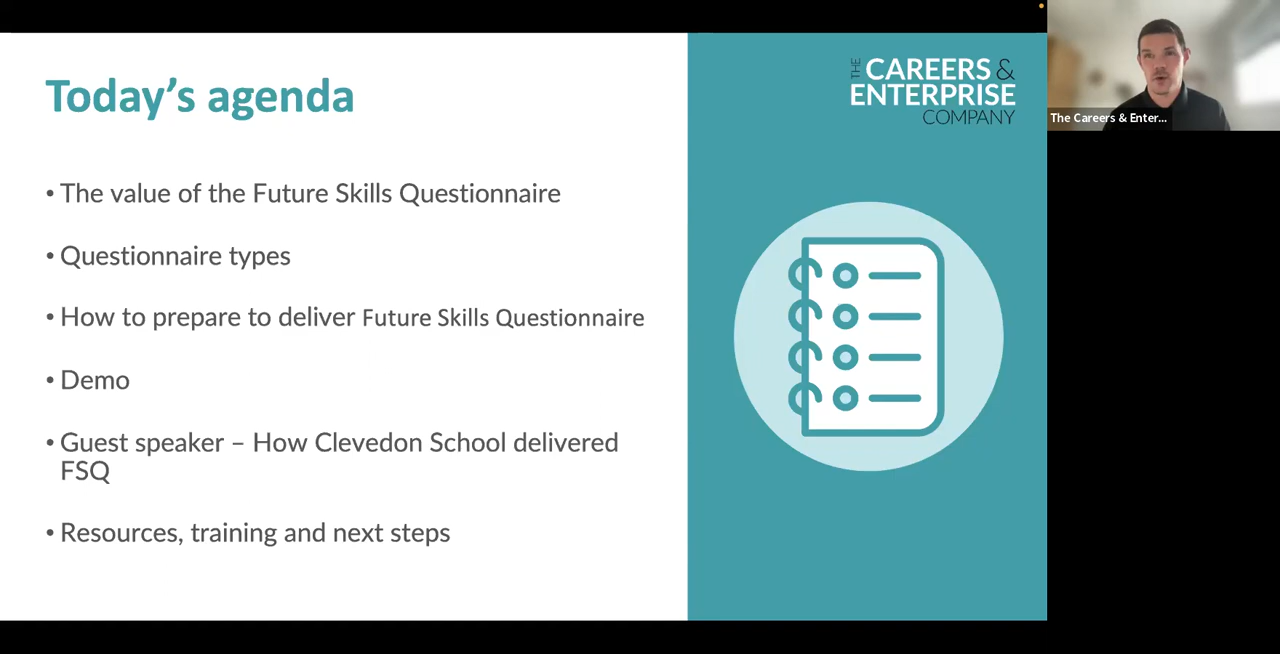 Today's agenda
• The value of the Future Skills Questionnaire
• Questionnaire types
• How to prepare to deliver Future Skills Questionnaire
• Demo
• Guest speaker – How Clevedon School delivered
FSQ
• Resources, training and next steps
THE CAREERS &
ENTERPRISE
COMPANY
The Careers & Enter...